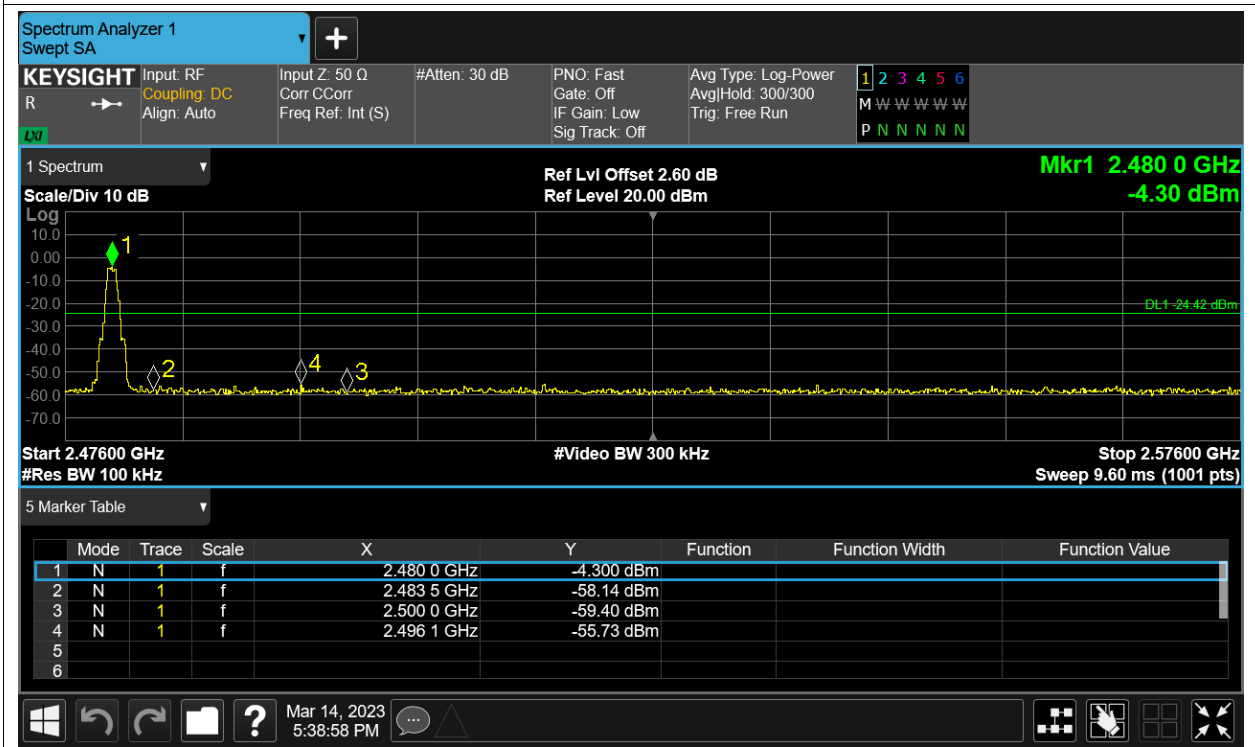 Spectrum Analyzer 1
Swept SA
KEYSIGHT Input: RF Input Z: 50 Ω #Atten: 30 dB PNO: Fast Avg Type: Log-Power 1 2 3 4 5 6
R Coupling: DC Corr CCorr Gate: Off Avg|Hold: 300/300 M W W W W W
Align: Auto Freq Ref: Int (S) IF Gain: Low Trig: Free Run
LXI Sig Track: Off P N N N N N
1 Spectrum Ref Lvl Offset 2.60 dB Mkr1 2.480 0 GHz
Scale/Div 10 dB Ref Level 20.00 dBm -4.30 dBm
Log
10.0
1
0.00
-10.0
-20.0
DL1 -24.42 dBm
-30.0
-40.0
2 4 3
-50.0
-60.0
-70.0
Start 2.47600 GHz #Video BW 300 kHz Stop 2.57600 GHz
#Res BW 100 kHz Sweep 9.60 ms (1001 pts)
5 Marker Table
Mode Trace Scale X Y Function Function Width Function Value
1 N 1 f 2.480 0 GHz -4.300 dBm
2 N 1 f 2.483 5 GHz -58.14 dBm
3 N 1 f 2.500 0 GHz -59.40 dBm
4 N 1 f 2.496 1 GHz -55.73 dBm
5
6
? Mar 14, 2023
5:38:58 PM